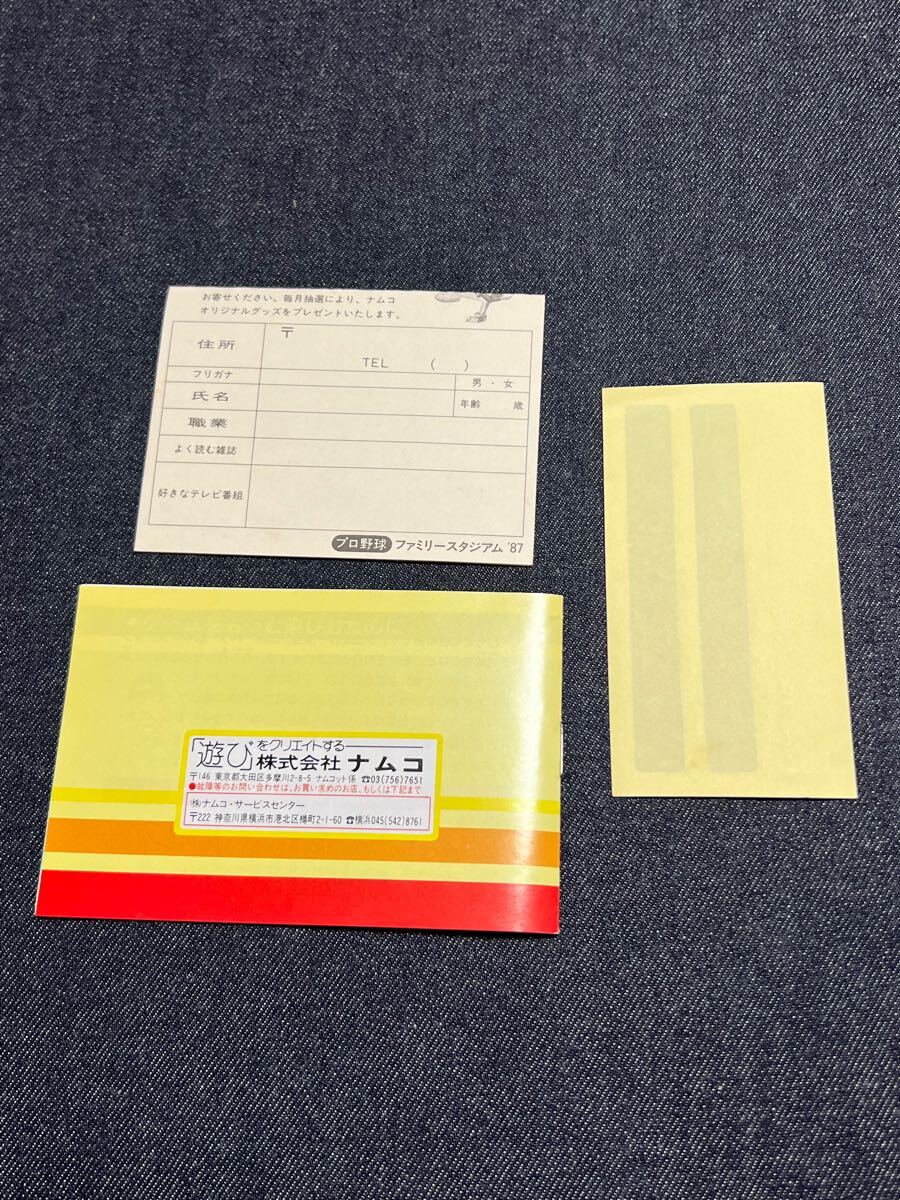 お寄せください。毎月抽選により、ナムコ
オリジナルグッズをプレゼントいたします。
住所 〒
TEL ( )
フリガナ
男・女
氏名
年齢 歳
職業
よく読む雑誌
好きなテレビ番組
プロ野球 ファミリースタジアム '87
「遊び」をクリエイトする
株式会社 ナムコ
〒146 東京都大田区多摩川2-8-5 ナムコット係 ☎03(756)7651
●故障等のお問い合わせは、お買い求めのお店、もしくは下記まで
㈱ナムコ・サービスセンター
〒222 神奈川県横浜市港北区樽町2-1-60 ☎横浜045(542)8761